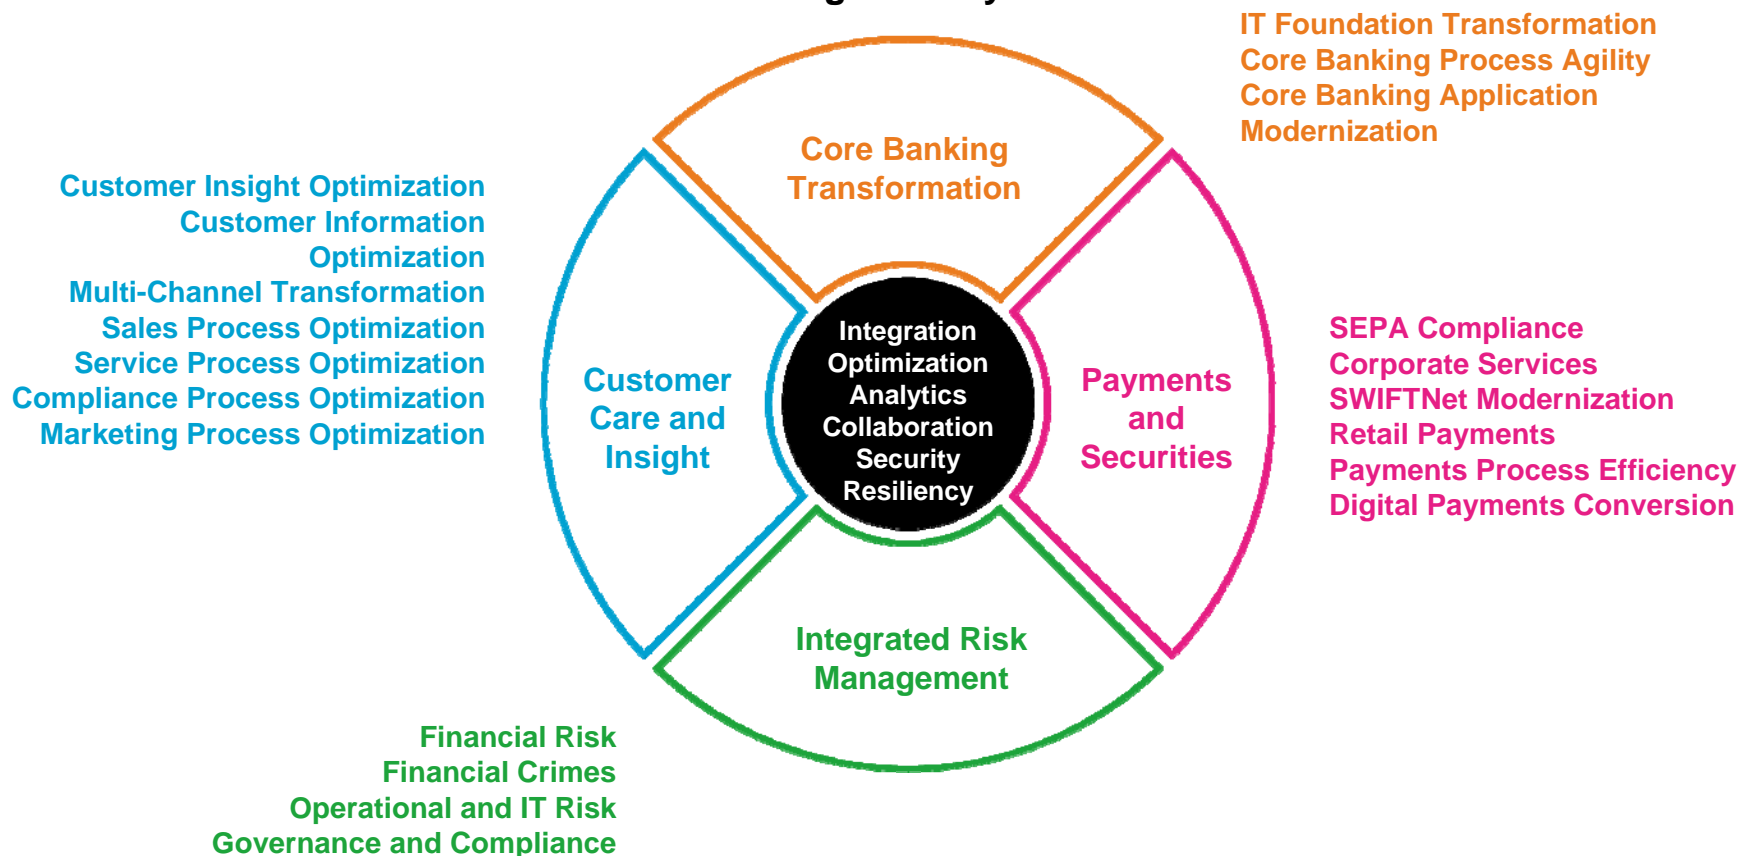 IT Foundation Transformation
Core Banking Process Agility
Core Banking Application
Modernization
Core Banking
Transformation
Customer Insight Optimization
Customer Information
Optimization
Multi-Channel Transformation
Sales Process Optimization
Service Process Optimization
Compliance Process Optimization
Marketing Process Optimization
Customer
Care and
Insight
Integration
Optimization
Analytics
Collaboration
Security
Resiliency
Payments
and
Securities
SEPA Compliance
Corporate Services
SWIFTNet Modernization
Retail Payments
Payments Process Efficiency
Digital Payments Conversion
Integrated Risk
Management
Financial Risk
Financial Crimes
Operational and IT Risk
Governance and Compliance